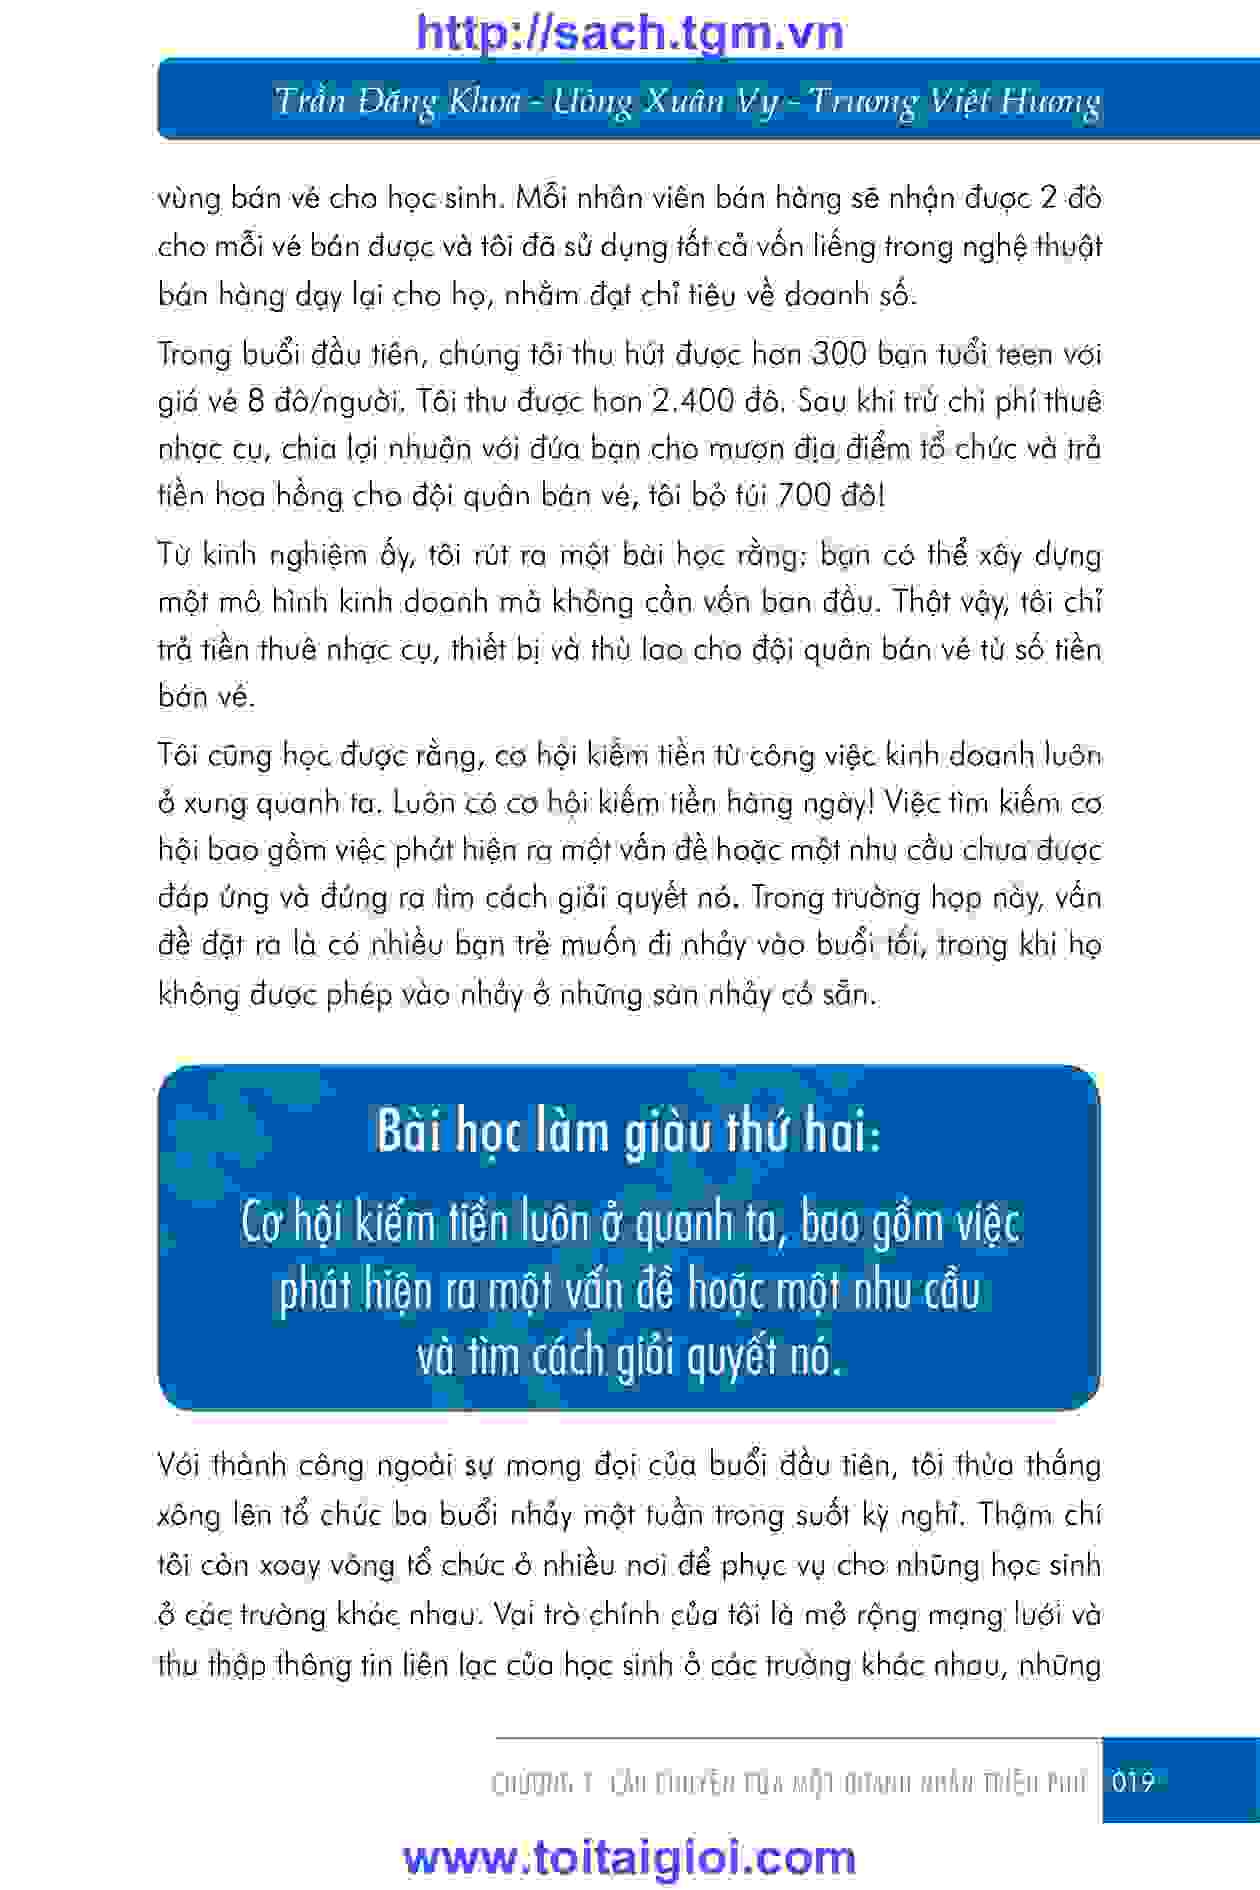 http://sach.tgm.vn
Trần Đăng Khoa - Uông Xuân Vy - Trương Việt Hương
vùng bán vé cho học sinh. Mỗi nhân viên bán hàng sẽ nhận được 2 đô
cho mỗi vé bán được và tôi đã sử dụng tất cả vốn liếng trong nghệ thuật
bán hàng dạy lại cho họ, nhằm đạt chỉ tiêu về doanh số.
Trong buổi đầu tiên, chúng tôi thu hút được hơn 300 bạn tuổi teen với
giá vé 8 đô/người. Tôi thu được hơn 2.400 đô. Sau khi trừ chi phí thuê
nhạc cụ, chia lợi nhuận với đứa bạn cho mượn địa điểm tổ chức và trả
tiền hoa hồng cho đội quân bán vé, tôi bỏ túi 700 đô!
Từ kinh nghiệm ấy, tôi rút ra một bài học rằng: bạn có thể xây dựng
một mô hình kinh doanh mà không cần vốn ban đầu. Thật vậy, tôi chỉ
trả tiền thuê nhạc cụ, thiết bị và thù lao cho đội quân bán vé từ số tiền
bán vé.
Tôi cũng học được rằng, cơ hội kiếm tiền từ công việc kinh doanh luôn
ở xung quanh ta. Luôn có cơ hội kiếm tiền hàng ngày! Việc tìm kiếm cơ
hội bao gồm việc phát hiện ra một vấn đề hoặc một nhu cầu chưa được
đáp ứng và đứng ra tìm cách giải quyết nó. Trong trường hợp này, vấn
đề đặt ra là có nhiều bạn trẻ muốn đi nhảy vào buổi tối, trong khi họ
không được phép vào nhảy ở những sàn nhảy có sẵn.
Bài học làm giàu thứ hai:
Cơ hội kiếm tiền luôn ở quanh ta, bao gồm việc
phát hiện ra một vấn đề hoặc một nhu cầu
và tìm cách giải quyết nó.
Với thành công ngoài sự mong đợi của buổi đầu tiên, tôi thừa thắng
xông lên tổ chức ba buổi nhảy một tuần trong suốt kỳ nghỉ. Thậm chí
tôi còn xoay vòng tổ chức ở nhiều nơi để phục vụ cho những học sinh
ở các trường khác nhau. Vai trò chính của tôi là mở rộng mạng lưới và
thu thập thông tin liên lạc của học sinh ở các trường khác nhau, những
CHƯƠNG 1. CÂU CHUYỆN CỦA MỘT DOANH NHÂN TRIỆU PHÚ 019
www.toitaigioi.com